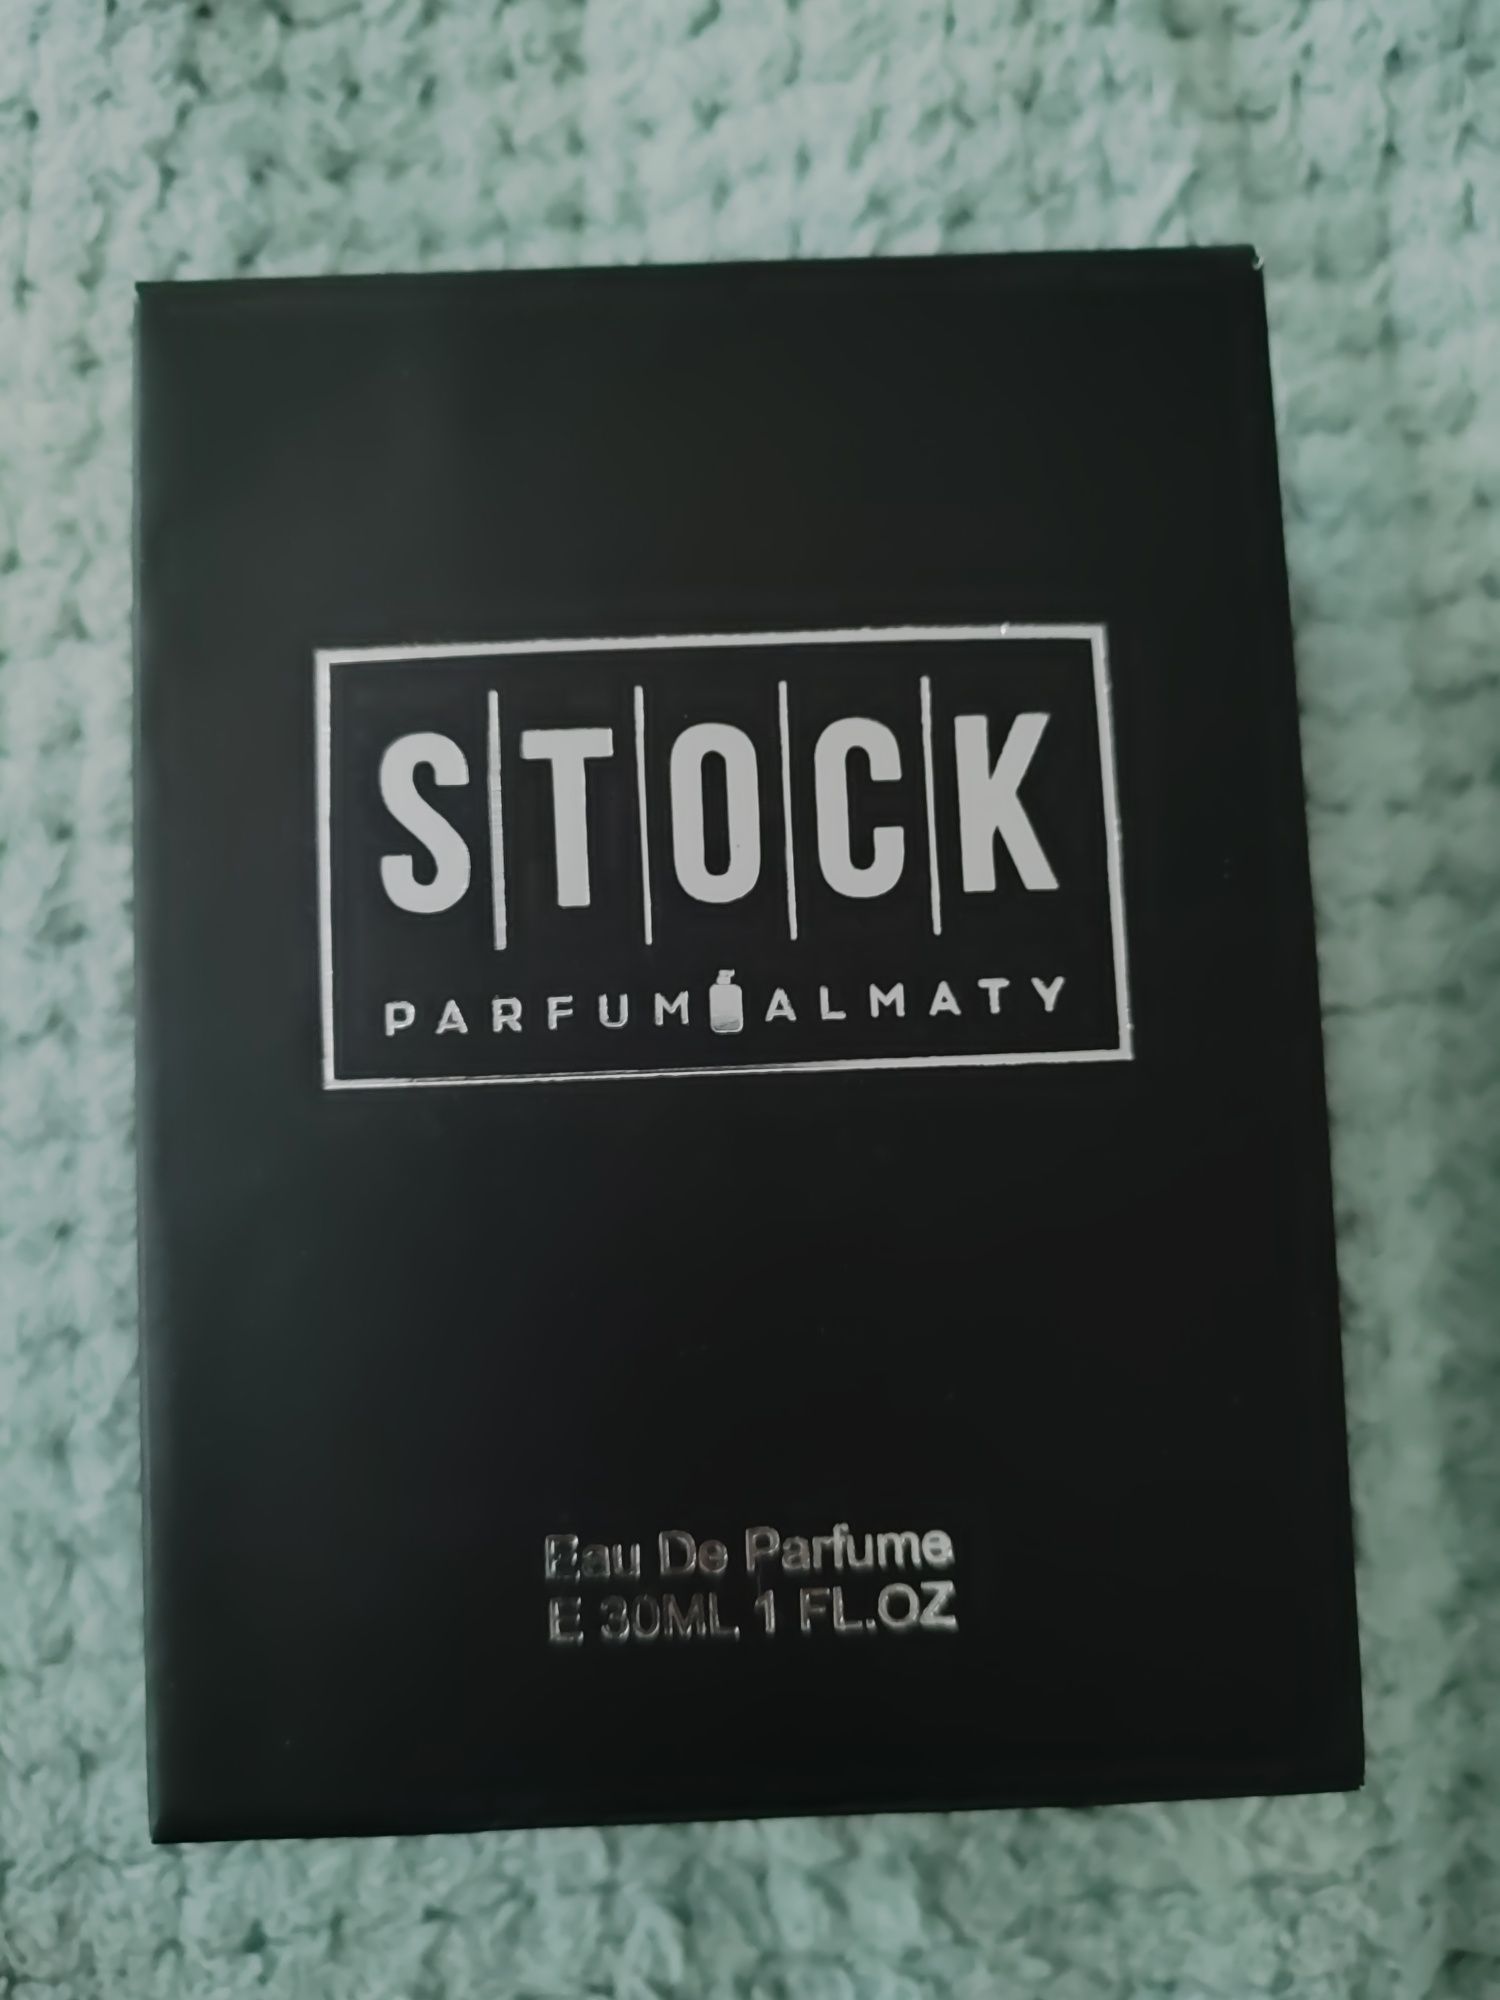 STOCK
PARFUM ALMATY
Eau De Parfume
E 30ML 1 FL.OZ